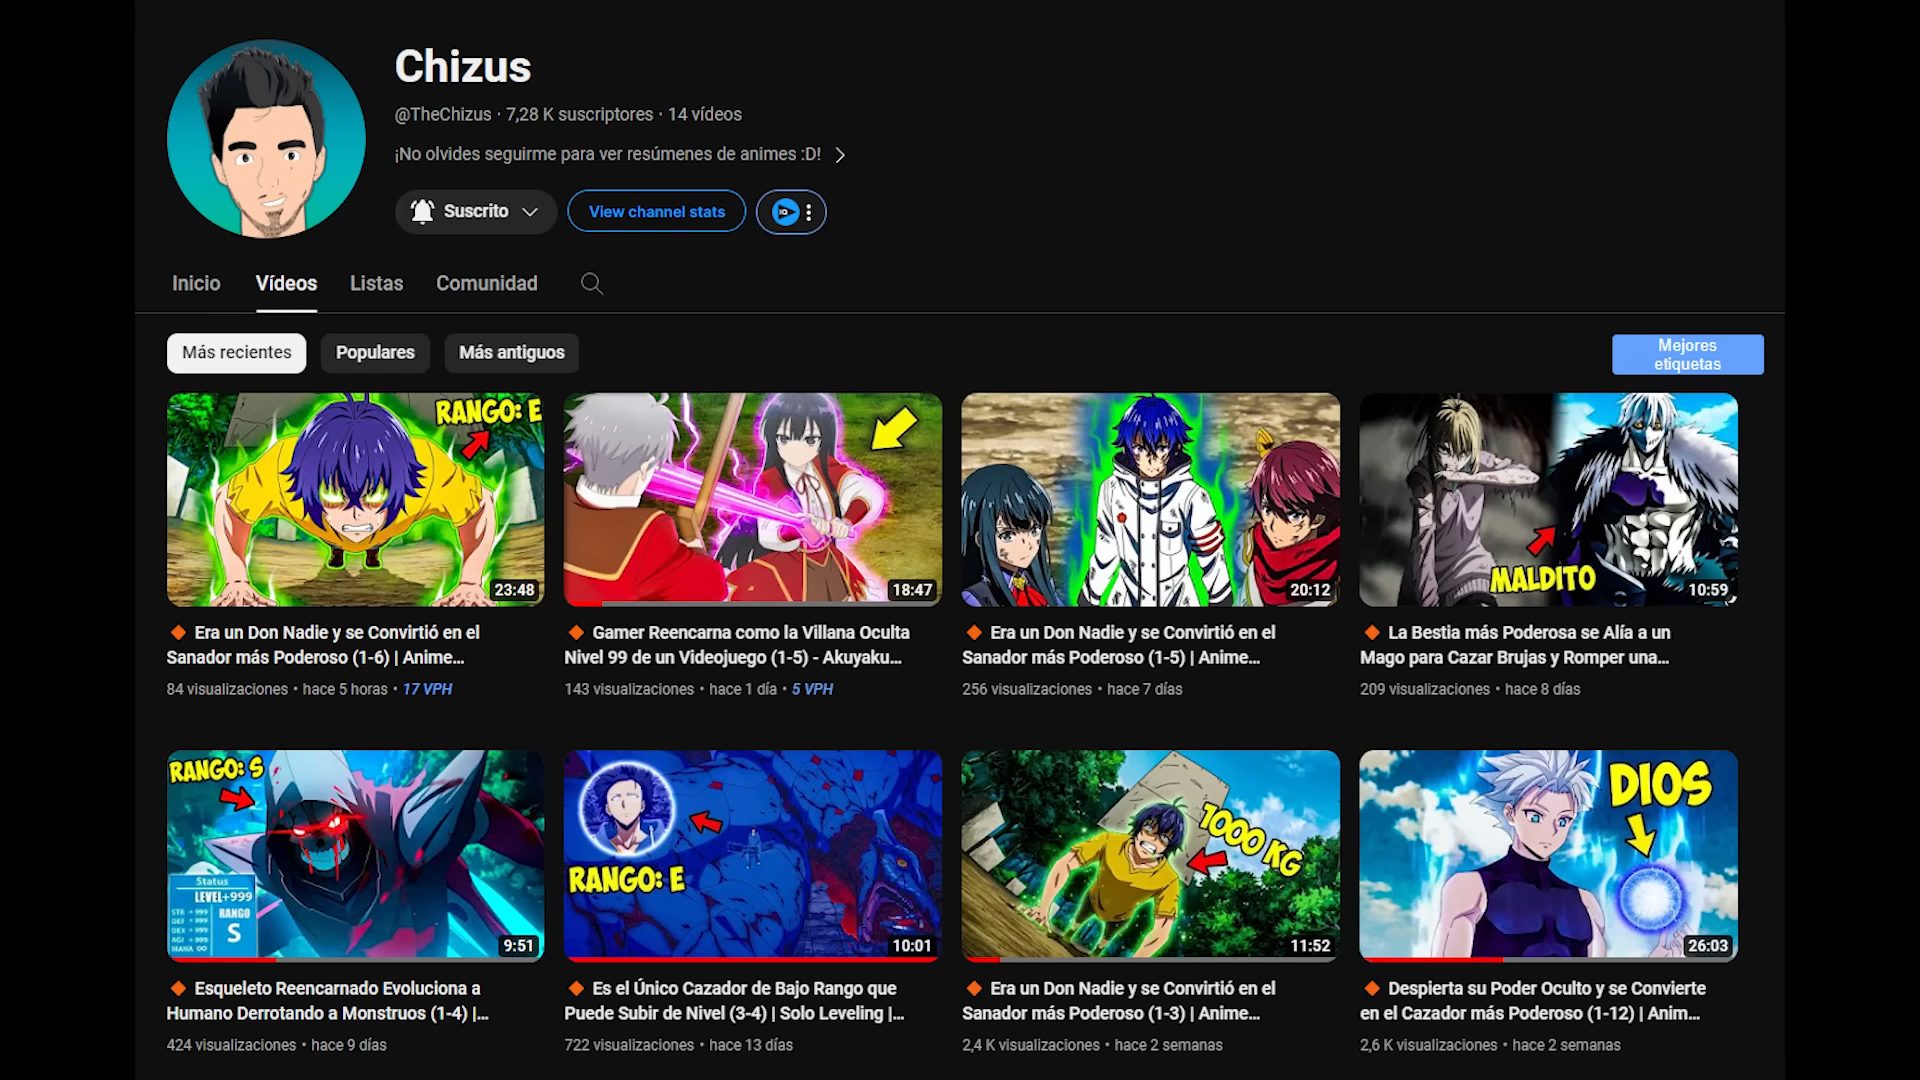 Chizus
@TheChizus · 7,28 K suscriptores · 14 vídeos
¡No olvides seguirme para ver resúmenes de animes :D!
Suscrito
View channel stats
Inicio
Vídeos
Listas
Comunidad
Más recientes
Populares
Más antiguos
Mejores
etiquetas
RANGO: E
23:48
18:47
20:12
MALDITO
10:59
Era un Don Nadie y se Convirtió en el
Sanador más Poderoso (1-6) | Anime...
84 visualizaciones • hace 5 horas • 17 VPH
Gamer Reencarna como la Villana Oculta
Nivel 99 de un Videojuego (1-5) - Akuyaku...
143 visualizaciones • hace 1 día • 5 VPH
Era un Don Nadie y se Convirtió en el
Sanador más Poderoso (1-5) | Anime...
256 visualizaciones • hace 7 días
La Bestia más Poderosa se Alía a un
Mago para Cazar Brujas y Romper una...
209 visualizaciones • hace 8 días
RANGO: S
Status
LEVEL+999
STR +999
DEF +999
DEX +999
AGI +999
MANA ∞
RANGO
S
9:51
RANGO: E
10:01
1000 KG
11:52
DIOS
26:03
Esqueleto Reencarnado Evoluciona a
Humano Derrotando a Monstruos (1-4) |...
424 visualizaciones • hace 9 días
Es el Único Cazador de Bajo Rango que
Puede Subir de Nivel (3-4) | Solo Leveling |...
722 visualizaciones • hace 13 días
Era un Don Nadie y se Convirtió en el
Sanador más Poderoso (1-3) | Anime...
2,4 K visualizaciones • hace 2 semanas
Despierta su Poder Oculto y se Convierte
en el Cazador más Poderoso (1-12) | Anim...
2,6 K visualizaciones • hace 2 semanas